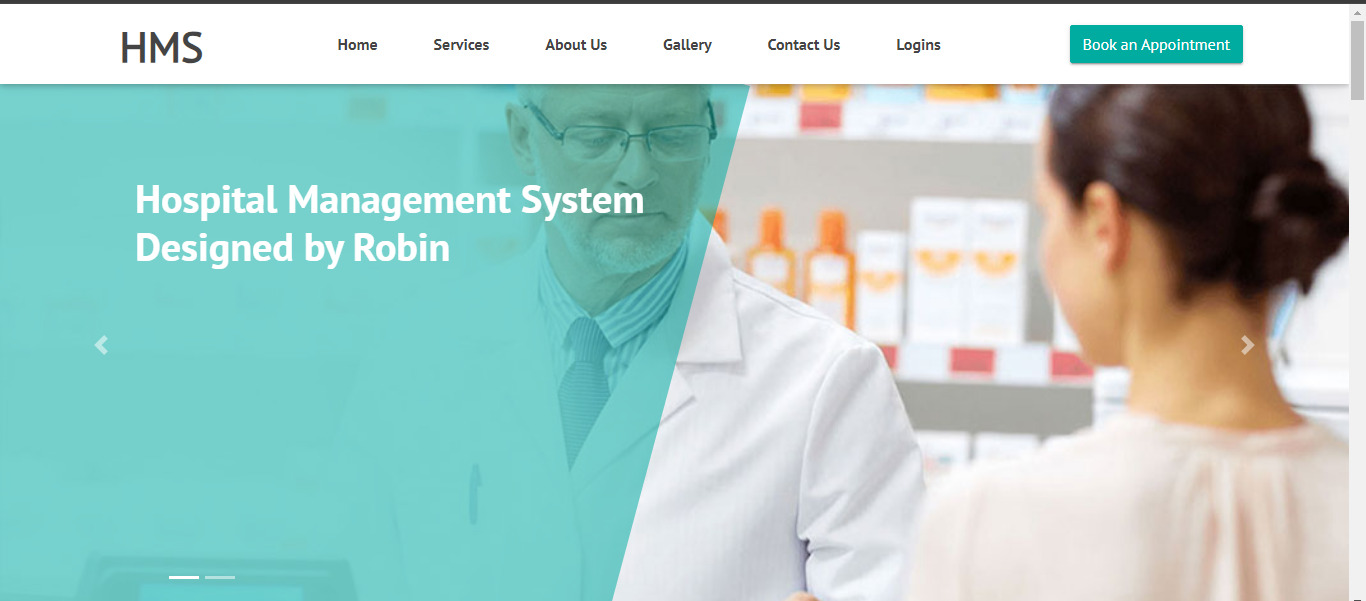 HMS
Home
Services
About Us
Gallery
Contact Us
Logins
Book an Appointment
Hospital Management System
Designed by Robin